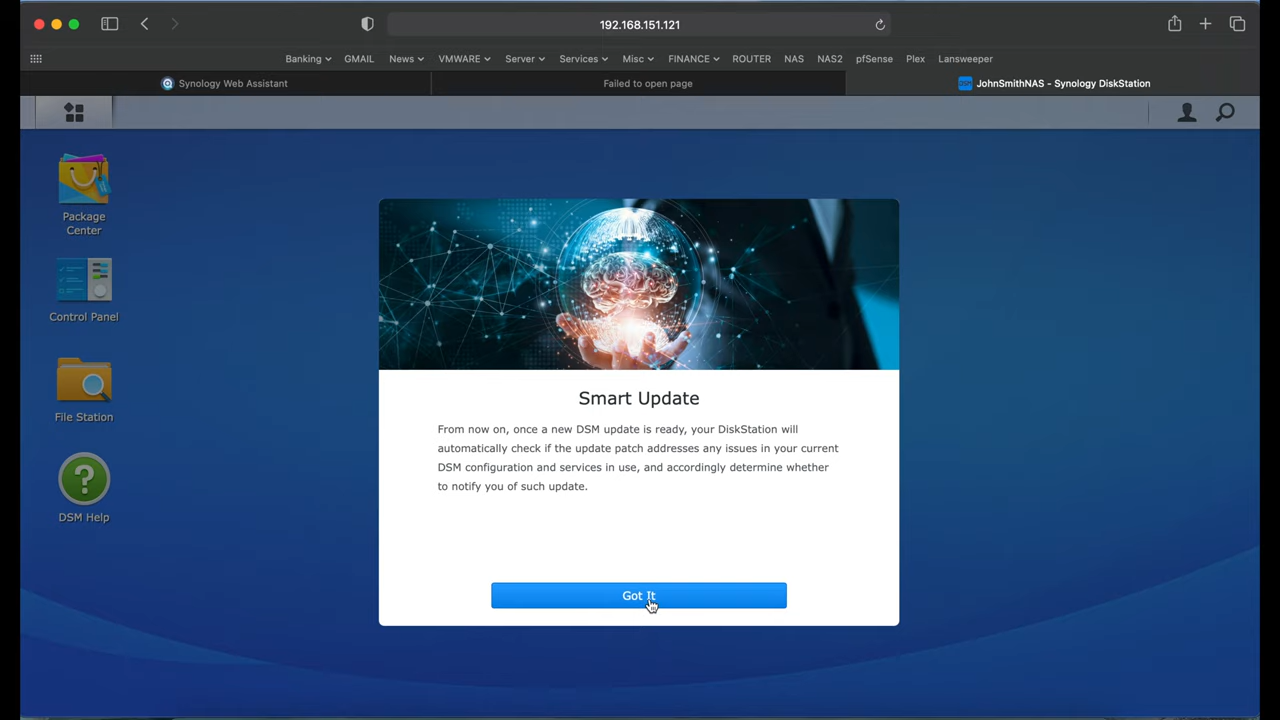 192.168.151.121
Banking GMAIL News VMWARE Server Services Misc FINANCE ROUTER NAS NAS2 pfSense Plex Lansweeper
Synology Web Assistant Failed to open page JohnSmithNAS - Synology DiskStation
Package
Center
Control Panel
File Station
DSM Help
Smart Update
From now on, once a new DSM update is ready, your DiskStation will
automatically check if the update patch addresses any issues in your current
DSM configuration and services in use, and accordingly determine whether
to notify you of such update.
Got It